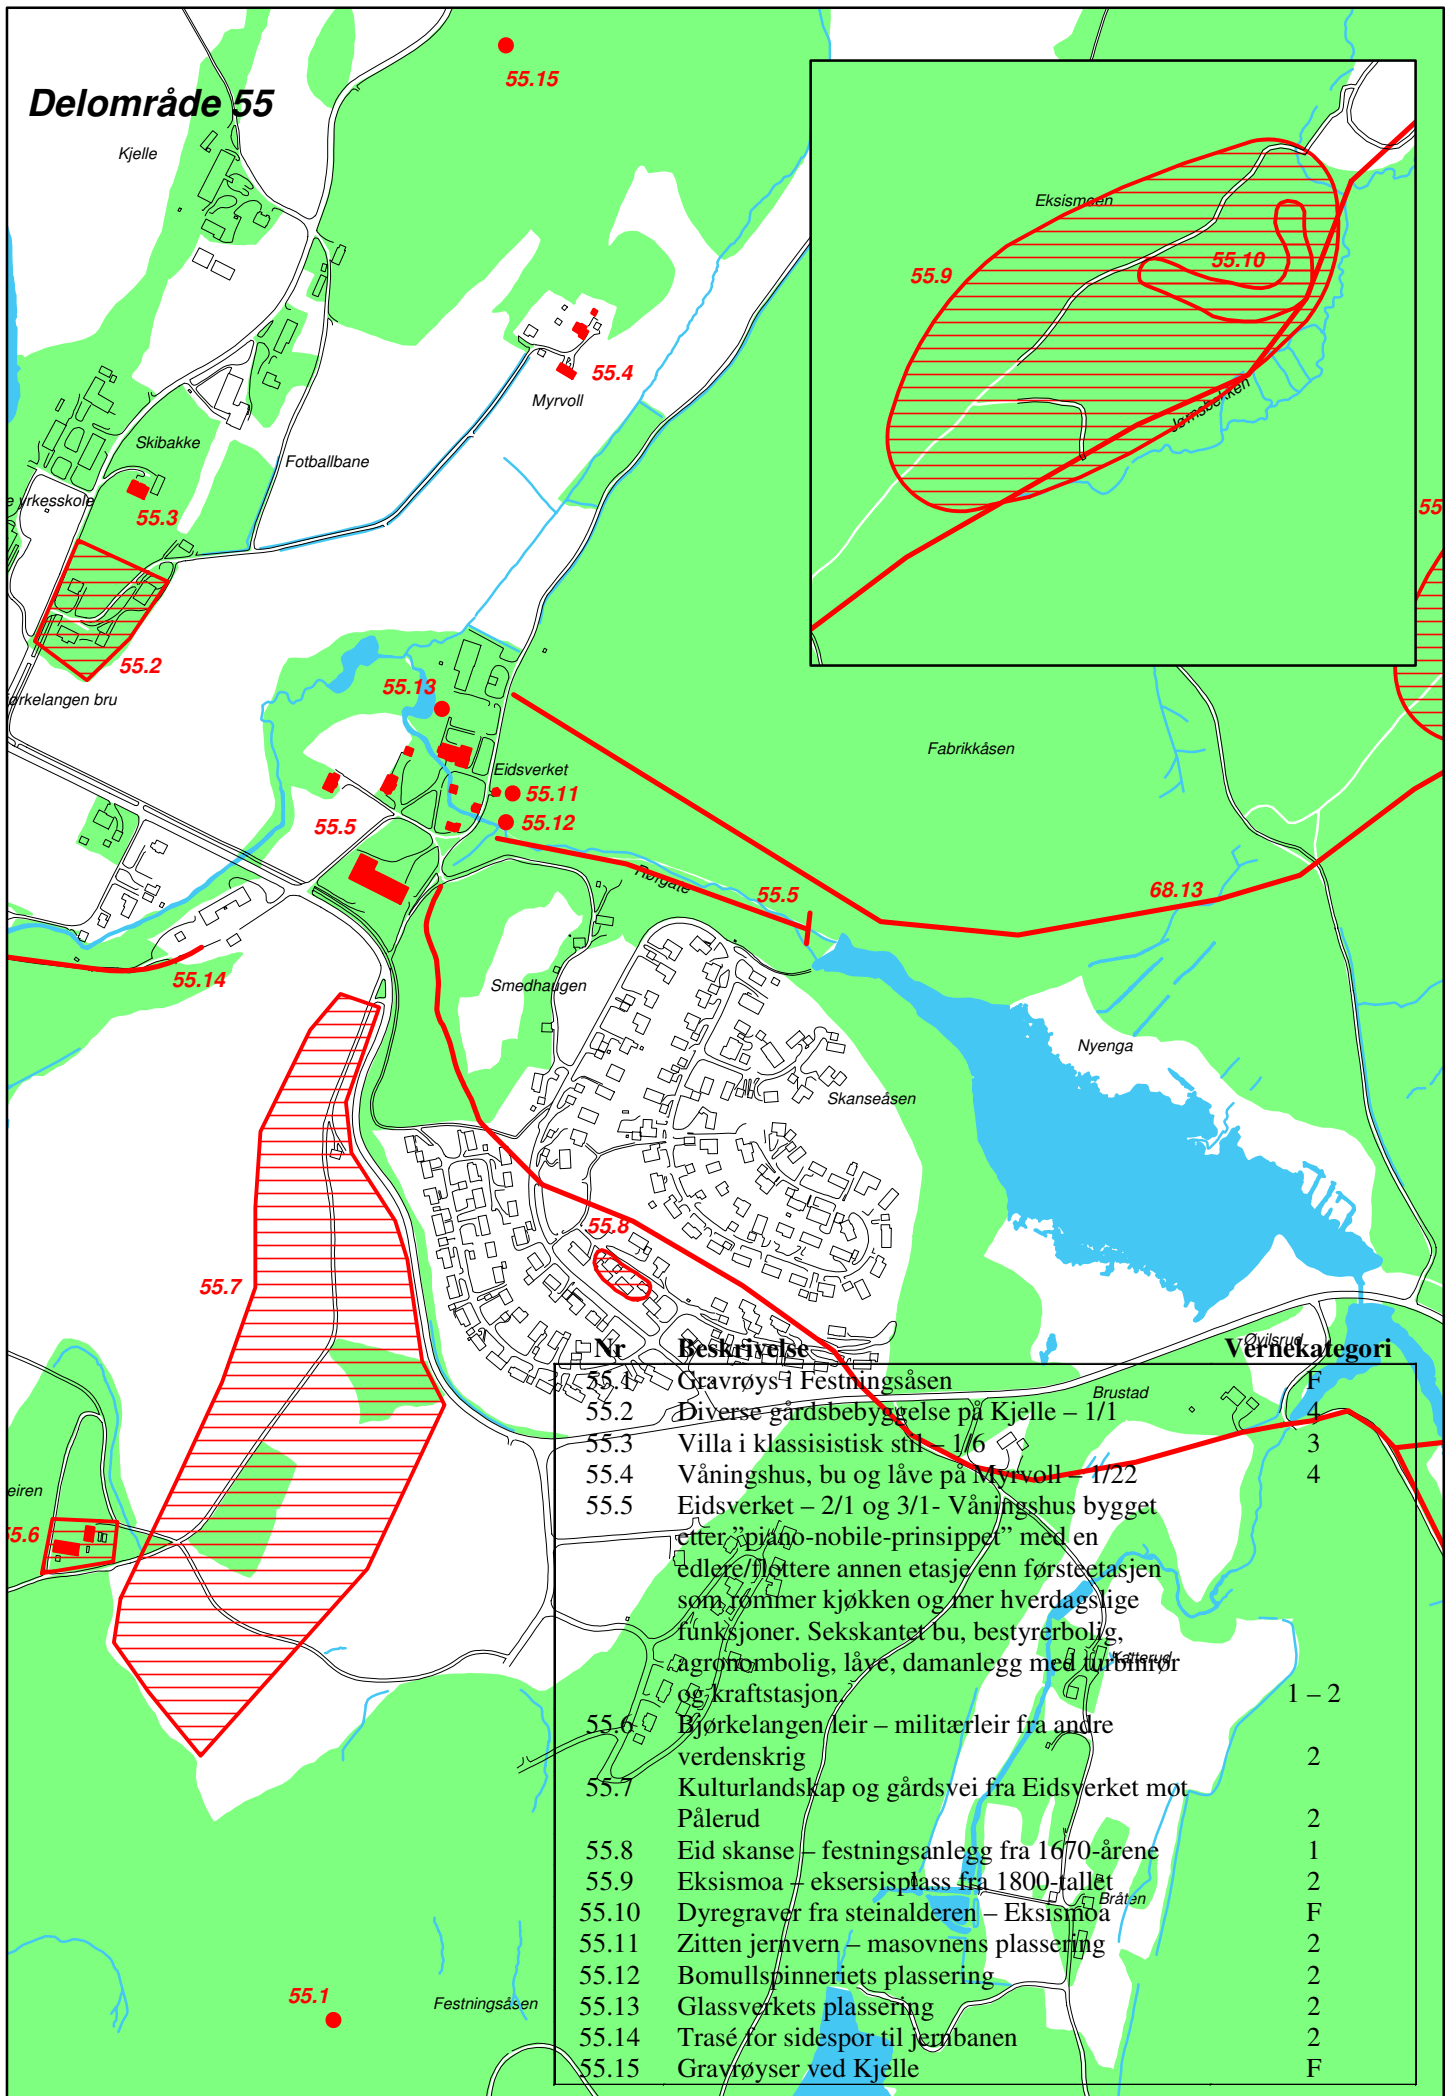 Delområde 55
55.15
Kjelle
Eksismoen
55.10
55.9
55.4
Myrvoll
Jørnsbekken
Skibakke
Fotballbane
e yrkesskole
55.3
55
55.2
55.13
ørkelangen bru
Fabrikkåsen
Eidsverket
55.11
55.12
55.5
Rørgate
55.5
68.13
55.14
Smedhaugen
Nyenga
Skanseåsen
55.8
55.7
Øvilsrud
Brustad
eiren
55.6
Katterud
Bråten
55.1
Festningsåsen
Nr Beskrivelse Vernekategori
55.1 Gravrøys i Festningsåsen F
55.2 Diverse gårdsbebyggelse på Kjelle – 1/1 4
55.3 Villa i klassisistisk stil – 1/6 3
55.4 Våningshus, bu og låve på Myrvoll – 1/22 4
55.5 Eidsverket – 2/1 og 3/1- Våningshus bygget
etter ”piano-nobile-prinsippet” med en
edlere/flottere annen etasje enn førsteetasjen
som rommer kjøkken og mer hverdagslige
funksjoner. Sekskantet bu, bestyrerbolig,
agronombolig, låve, damanlegg med turbinrør
og kraftstasjon. 1 – 2
55.6 Bjørkelangen leir – militærleir fra andre
verdenskrig 2
55.7 Kulturlandskap og gårdsvei fra Eidsverket mot
Pålerud 2
55.8 Eid skanse – festningsanlegg fra 1670-årene 1
55.9 Eksismoa – eksersisplass fra 1800-tallet 2
55.10 Dyregraver fra steinalderen – Eksismoa F
55.11 Zitten jernvern – masovnens plassering 2
55.12 Bomullspinneriets plassering 2
55.13 Glassverkets plassering 2
55.14 Trasé for sidespor til jernbanen 2
55.15 Gravrøyser ved Kjelle F